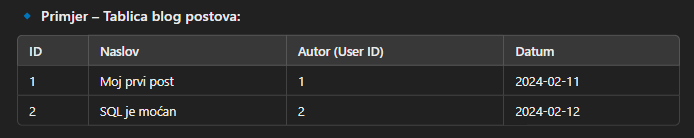 Primjer – Tablica blog postova:
ID Naslov Autor (User ID) Datum
1 Moj prvi post 1 2024-02-11
2 SQL je moćan 2 2024-02-12